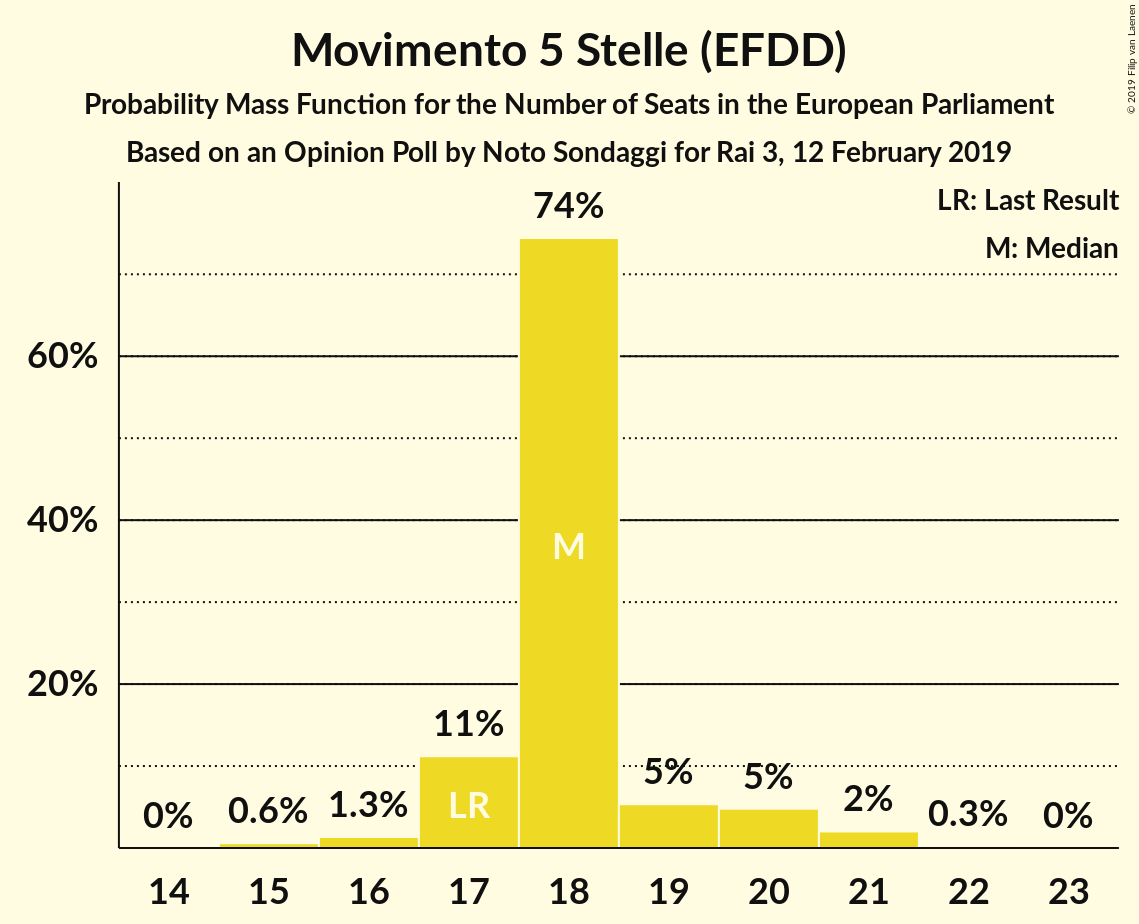 Movimento 5 Stelle (EFDD)
Probability Mass Function for the Number of Seats in the European Parliament
Based on an Opinion Poll by Noto Sondaggi for Rai 3, 12 February 2019
© 2019 Filip van Laenen
LR: Last Result
M: Median
60%
40%
20%
0%
0.6%
1.3%
11%
74%
5%
5%
2%
0.3%
0%
LR
M
14 15 16 17 18 19 20 21 22 23